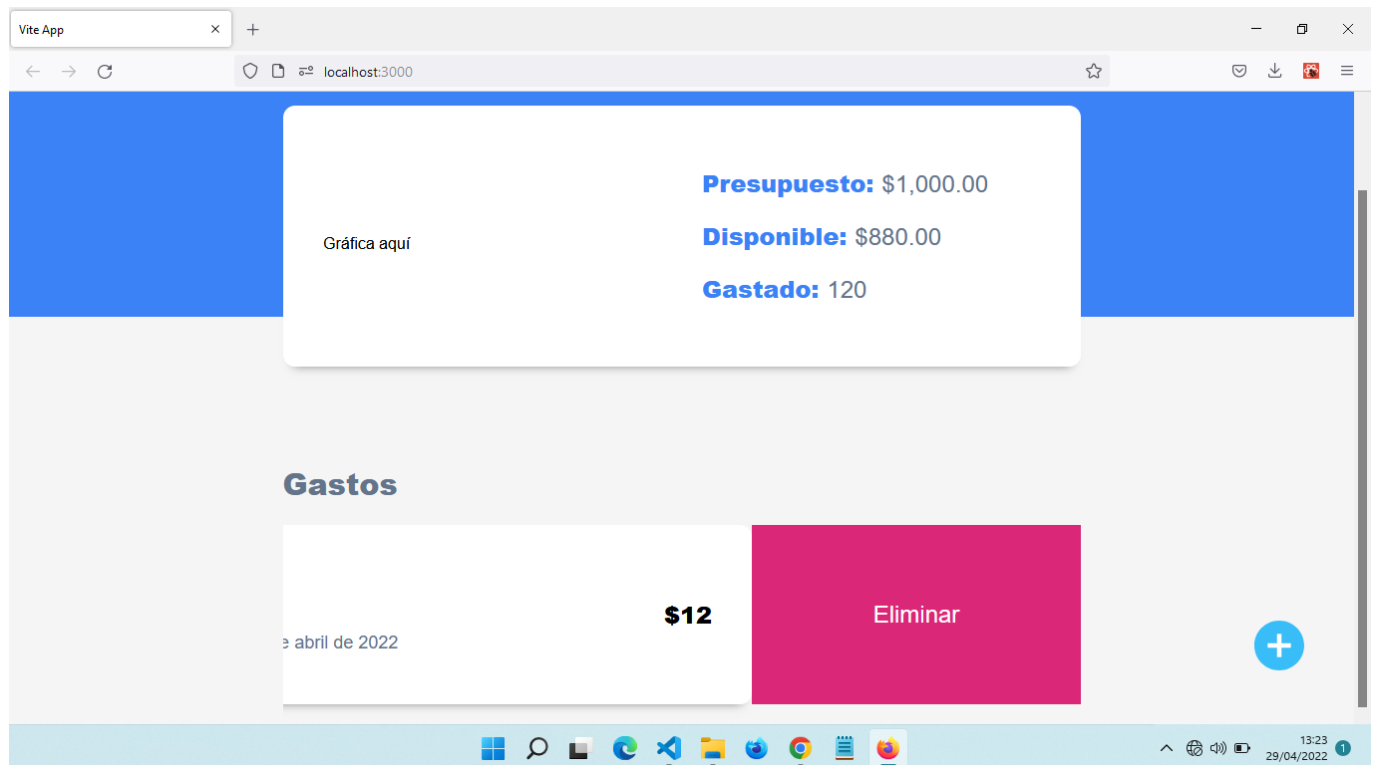 Vite App
localhost:3000
Presupuesto: $1,000.00
Gráfica aquí
Disponible: $880.00
Gastado: 120
Gastos
$12
Eliminar
e abril de 2022
13:23
29/04/2022
1